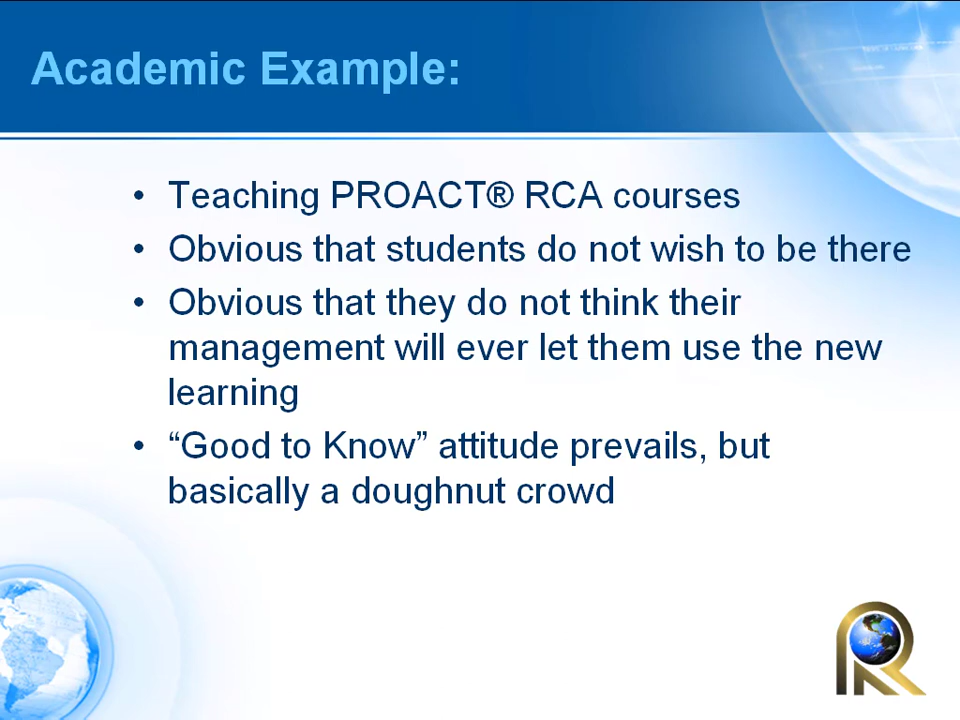 Academic Example:
• Teaching PROACT® RCA courses
• Obvious that students do not wish to be there
• Obvious that they do not think their
management will ever let them use the new
learning
• “Good to Know” attitude prevails, but
basically a doughnut crowd